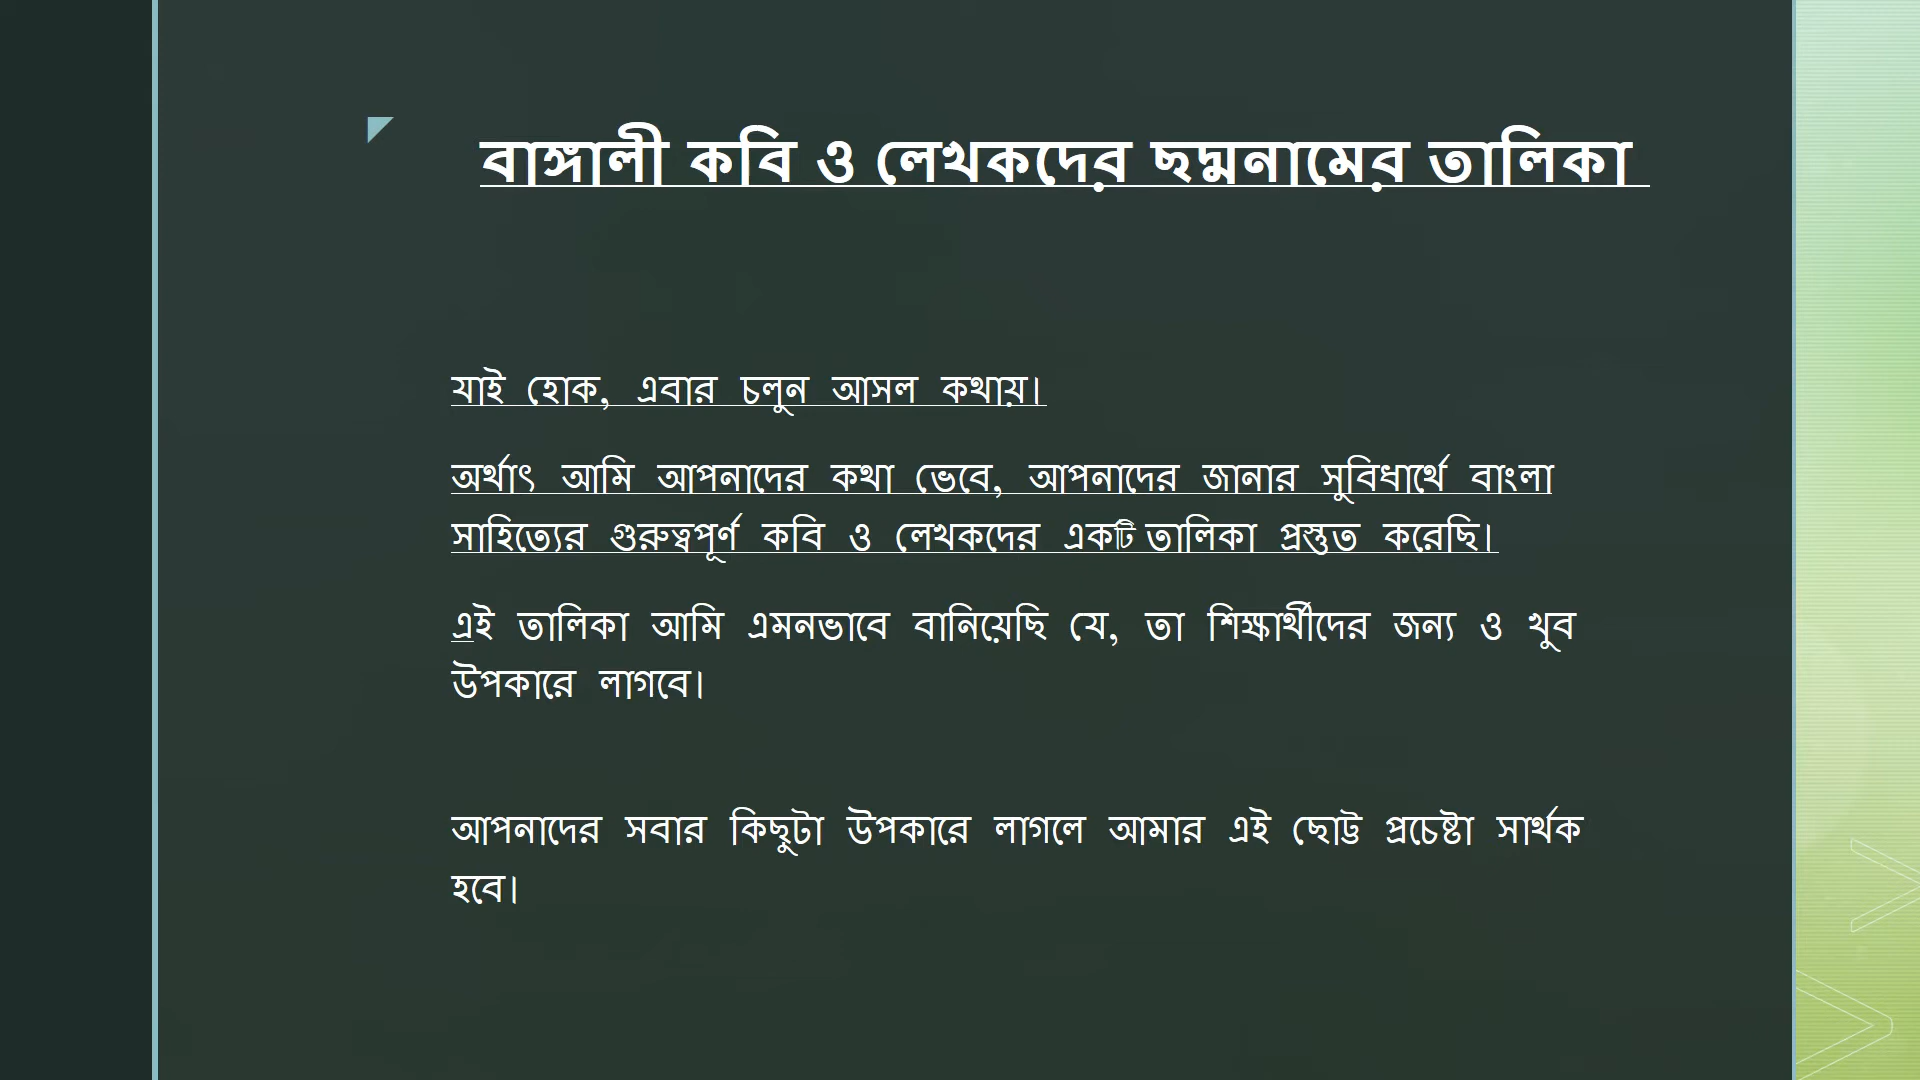 বাঙ্গালী কবি ও লেখকদের ছদ্মনামের তালিকা
যাই হোক, এবার চলুন আসল কথায়।
অর্থাৎ আমি আপনাদের কথা ভেবে, আপনাদের জানার সুবিধার্থে বাংলা
সাহিত্যের গুরুত্বপূর্ণ কবি ও লেখকদের একটি তালিকা প্রস্তুত করেছি।
এই তালিকা আমি এমনভাবে বানিয়েছি যে, তা শিক্ষার্থীদের জন্য ও খুব
উপকারে লাগবে।
আপনাদের সবার কিছুটা উপকারে লাগলে আমার এই ছোট্ট প্রচেষ্টা সার্থক
হবে।